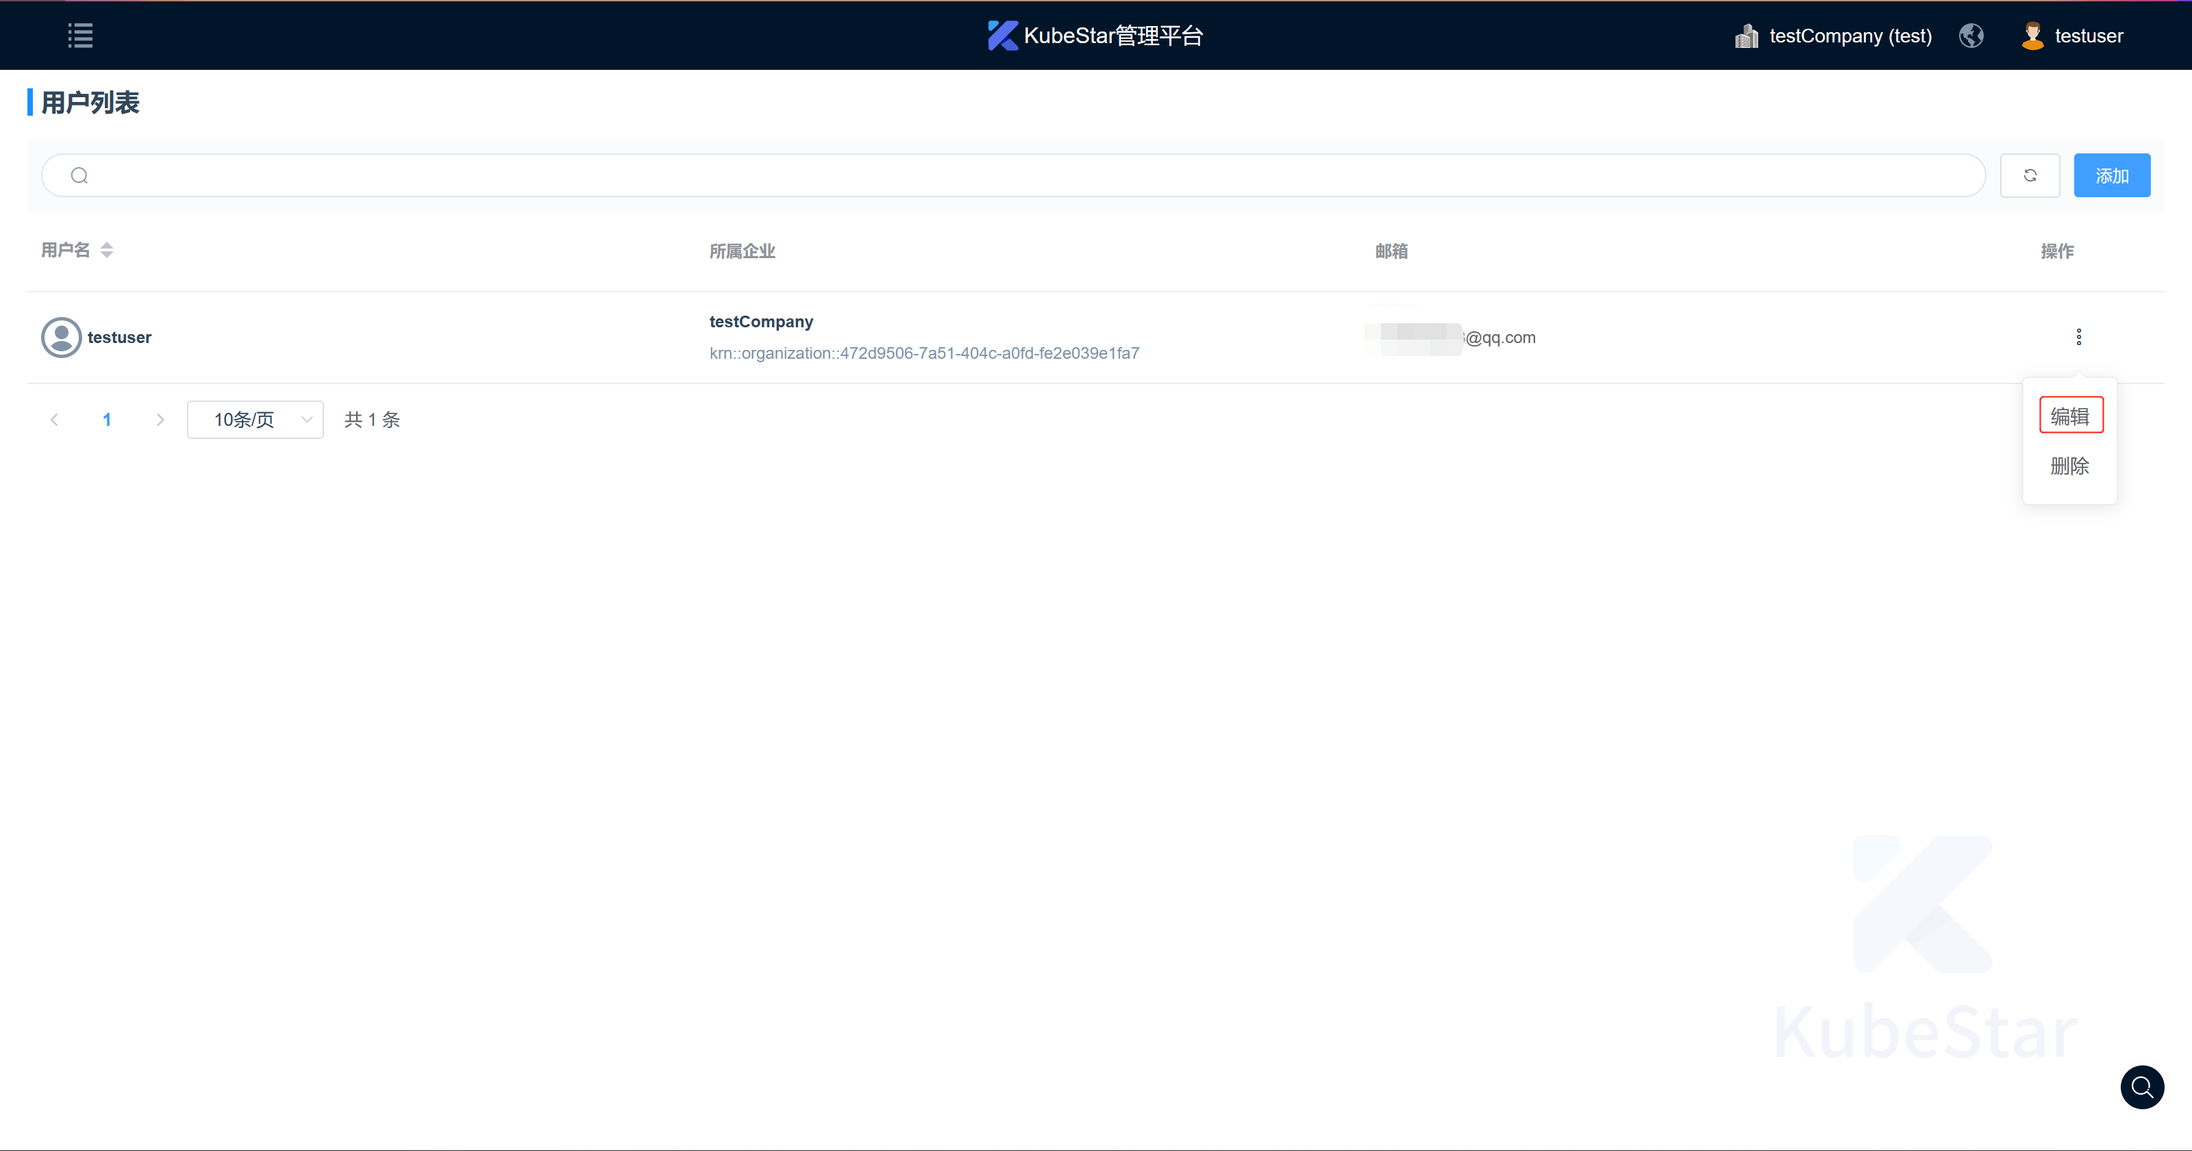 KubeStar管理平台
testCompany (test)
testuser
用户列表
添加
用户名
所属企业
邮箱
操作
testuser
testCompany
krn::organization::472d9506-7a51-404c-a0fd-fe2e039e1fa7
@qq.com
编辑
删除
1
10条/页
共 1 条
KubeStar